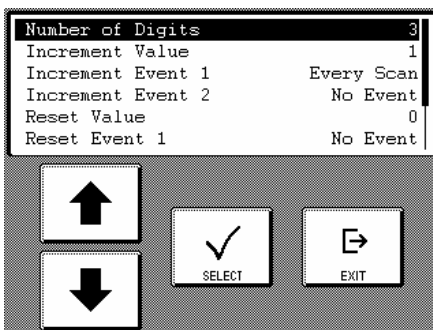 Number of Digits 3
Increment Value 1
Increment Event 1 Every Scan
Increment Event 2 No Event
Reset Value 0
Reset Event 1 No Event
SELECT
EXIT